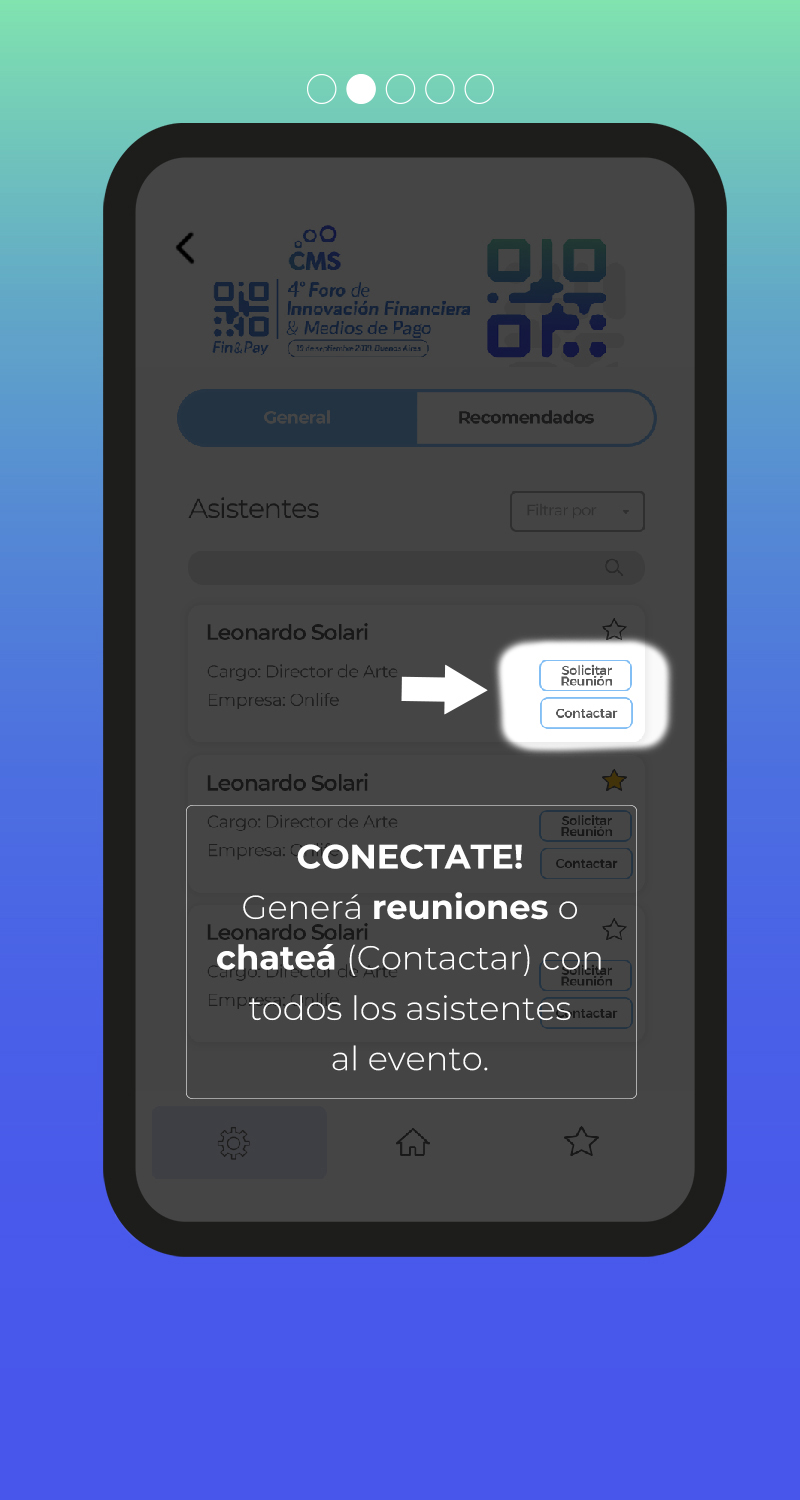 CMS
4° Foro de
Innovación Financiera
& Medios de Pago
Fin&Pay
General
Recomendados
Asistentes
Filtrar por
Leonardo Solari
Cargo: Director de Arte
Empresa: Onlife
Solicitar
Reunión
Contactar
Leonardo Solari
Cargo: Director de Arte
Empresa: Onlife
Solicitar
Reunión
Contactar
CONECTATE!
Generá reuniones o
chateá (Contactar) con
todos los asistentes
al evento.
Leonardo Solari
Cargo: Director de Arte
Empresa: Onlife
Solicitar
Reunión
Contactar